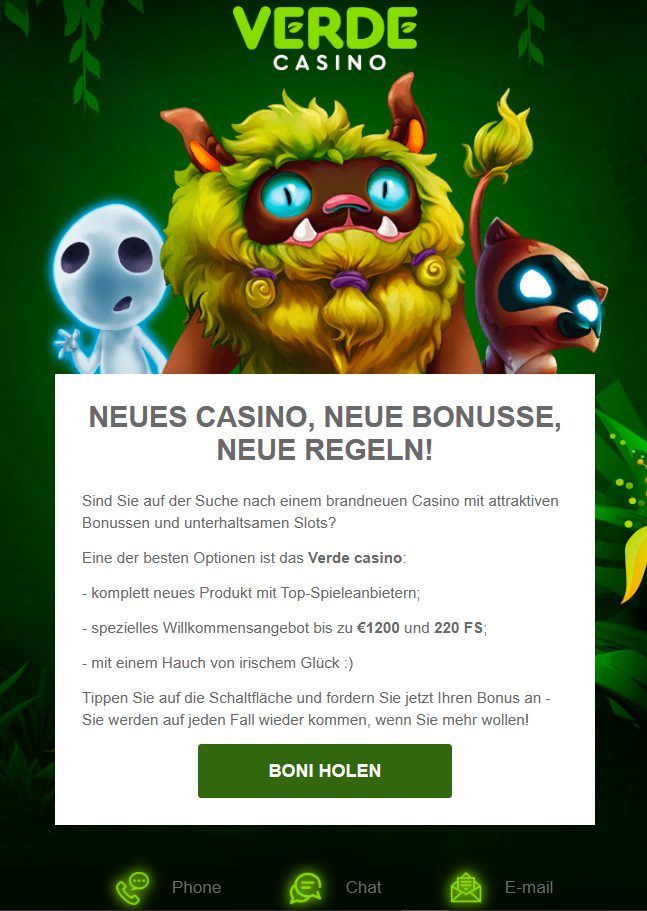 VERDE
CASINO
NEUES CASINO, NEUE BONUSSE,
NEUE REGELN!
Sind Sie auf der Suche nach einem brandneuen Casino mit attraktiven
Bonussen und unterhaltsamen Slots?
Eine der besten Optionen ist das Verde casino:
- komplett neues Produkt mit Top-Spieleanbietern;
- spezielles Willkommensangebot bis zu €1200 und 220 FS;
- mit einem Hauch von irischem Glück :)
Tippen Sie auf die Schaltfläche und fordern Sie jetzt Ihren Bonus an -
Sie werden auf jeden Fall wieder kommen, wenn Sie mehr wollen!
BONI HOLEN
Phone Chat E-mail